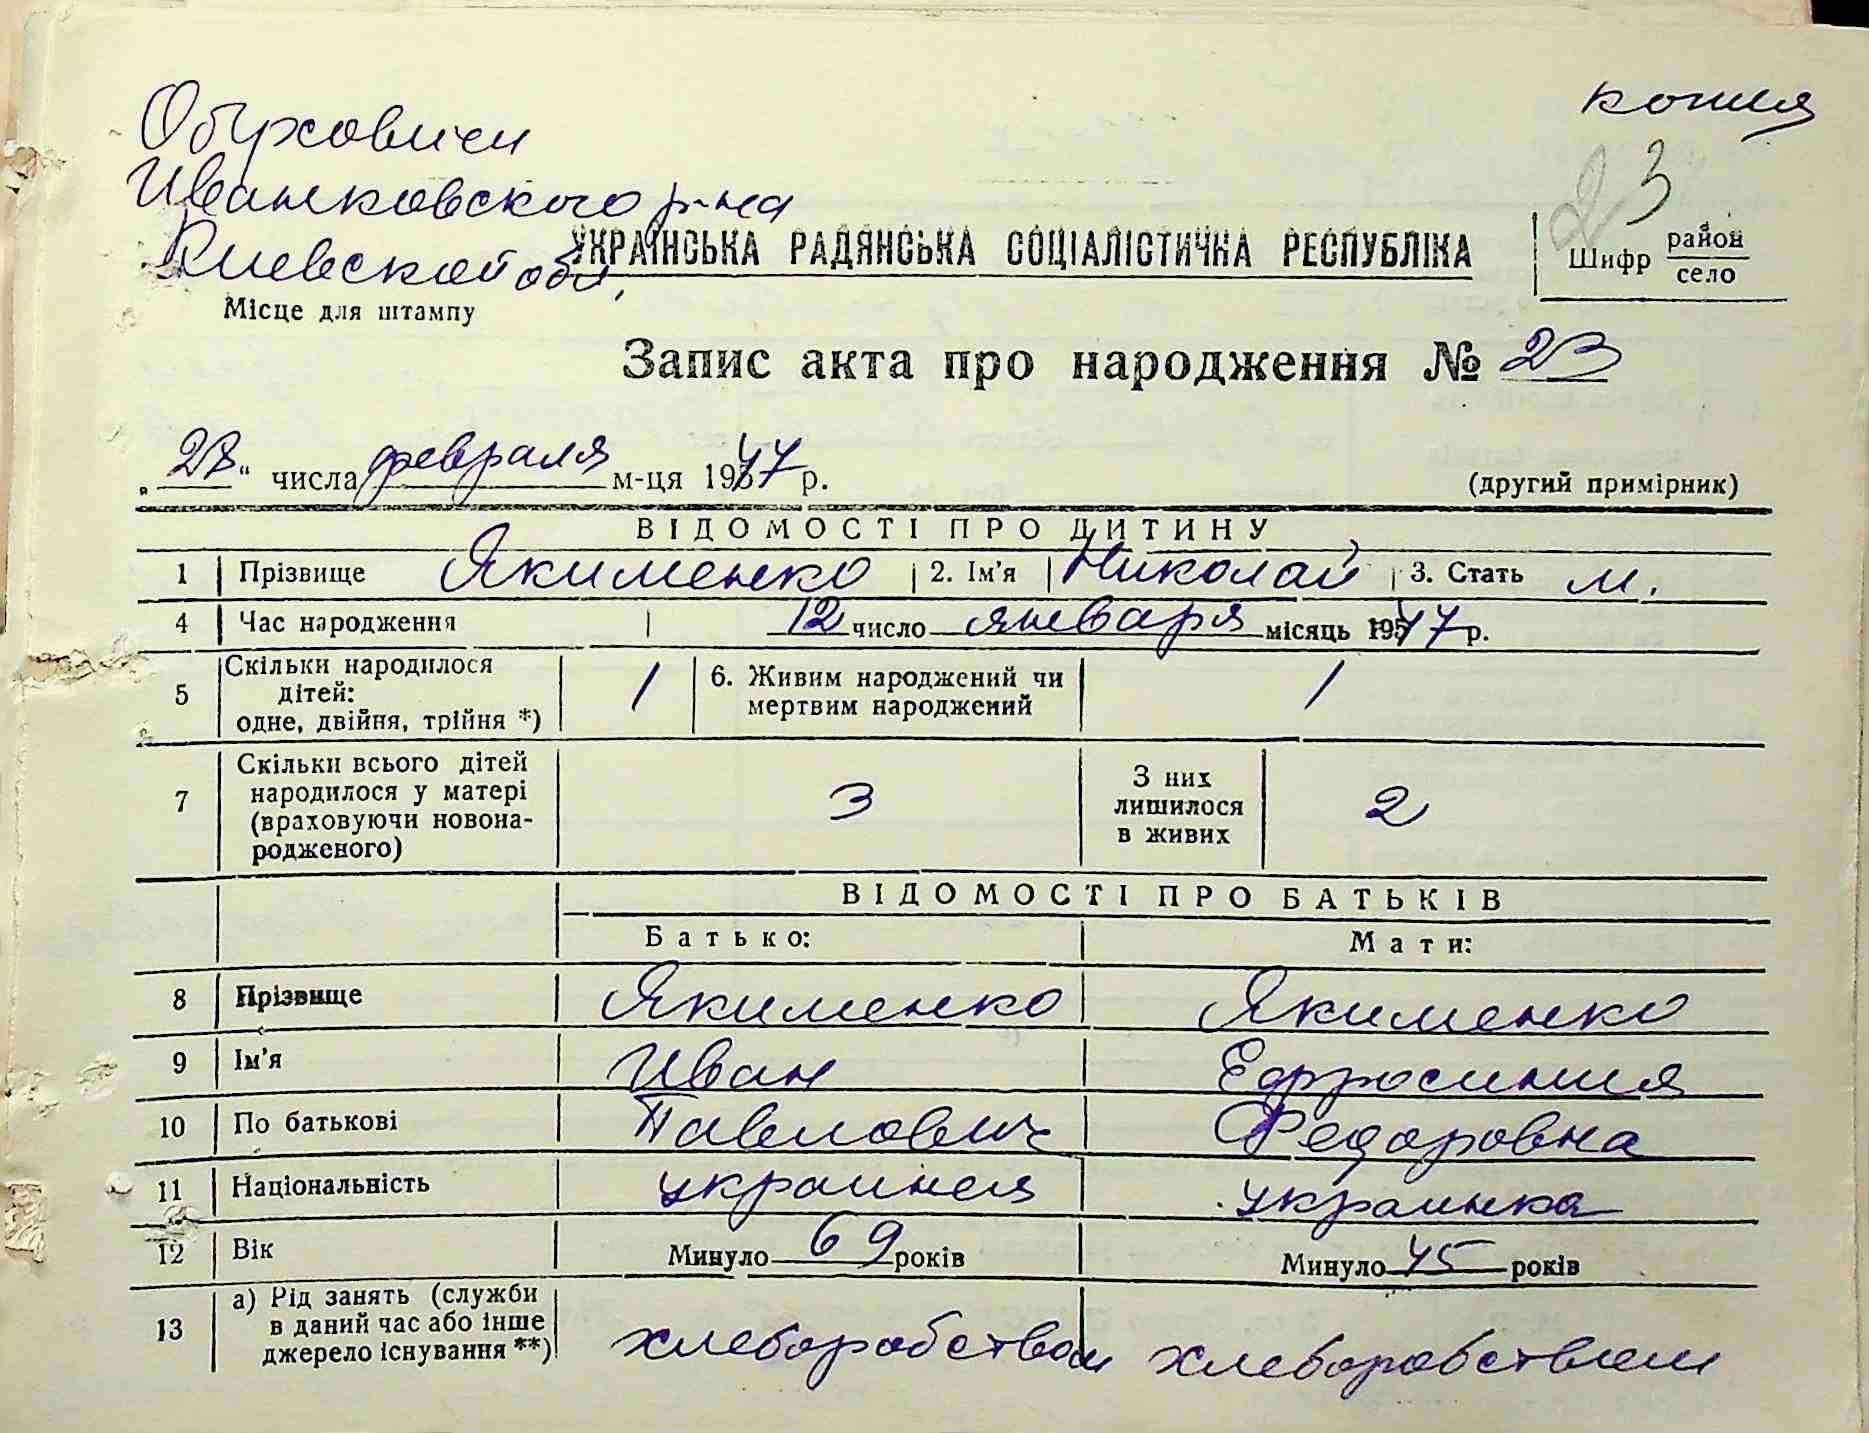 копия
Обуховичи
23
Иванковского р-на
Киевской обл,
УКРАЇНСЬКА РАДЯНСЬКА СОЦІАЛІСТИЧНА РЕСПУБЛІКА
Шифр район село
Місце для штампу
Запис акта про народження № 23
„ 27 “ числа февраля м-ця 1947 р.
(другий примірник)
ВІДОМОСТІ ПРО ДИТИНУ
1 Прізвище Якименко 2. Ім'я Николай 3. Стать м.
4 Час народження 12 число января місяць 1947 р.
5 Скільки народилося дітей: одне, двійня, трійня *) 1 6. Живим народжений чи мертвим народжений 1
7 Скільки всього дітей народилося у матері (враховуючи новонародженого) 3 З них лишилося в живих 2
ВІДОМОСТІ ПРО БАТЬКІВ
Батько: Мати:
8 Прізвище Якименко Якименко
9 Ім'я Иван Ефросиния
10 По батькові Павлович Федоровна
11 Національність украинец украинка
12 Вік Минуло 69 років Минуло 45 років
13 а) Рід занять (служби в даний час або інше джерело існування **) хлеборобством хлеборобством